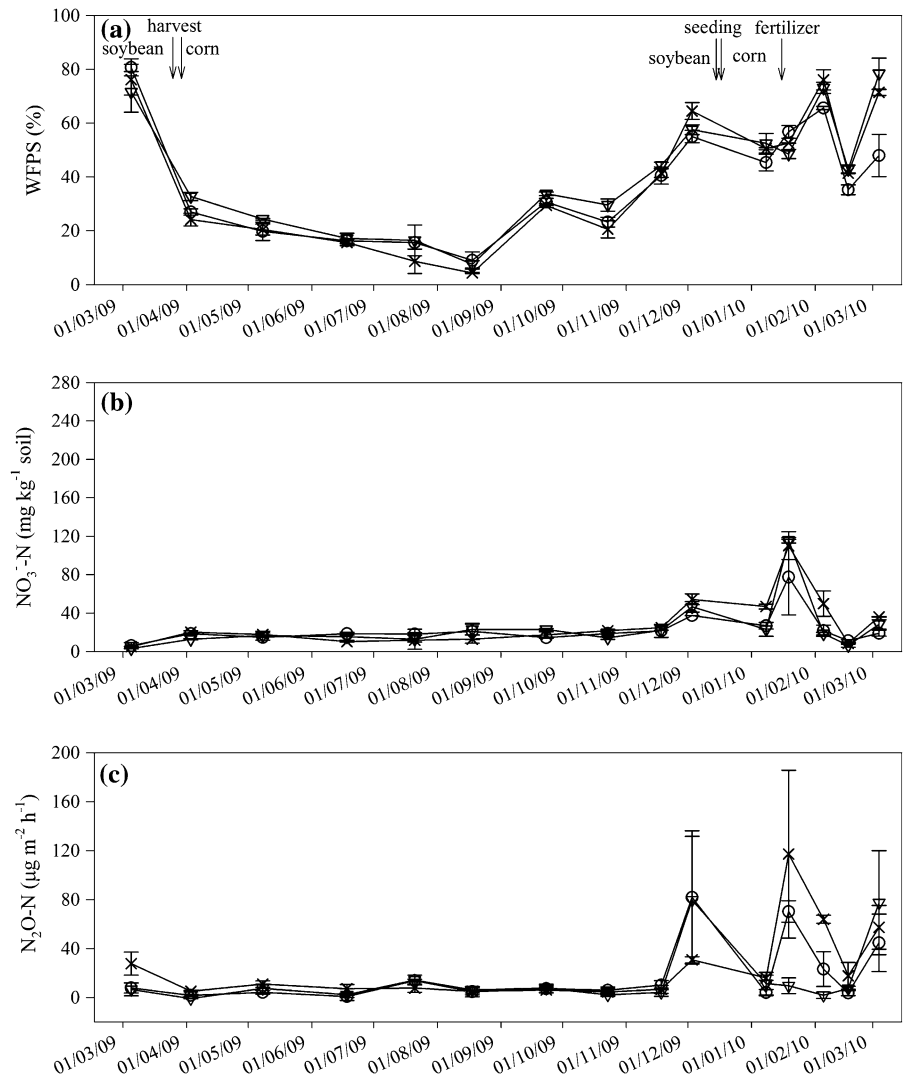 100
(a)
harvest
seeding fertilizer
soybean corn
soybean corn
80
60
40
20
0
WFPS (%)
01/03/09 01/04/09 01/05/09 01/06/09 01/07/09 01/08/09 01/09/09 01/10/09 01/11/09 01/12/09 01/01/10 01/02/10 01/03/10
280
(b)
240
200
160
120
80
40
0
NO₃⁻-N (mg kg⁻¹ soil)
01/03/09 01/04/09 01/05/09 01/06/09 01/07/09 01/08/09 01/09/09 01/10/09 01/11/09 01/12/09 01/01/10 01/02/10 01/03/10
200
(c)
160
120
80
40
0
N₂O-N (µg m⁻² h⁻¹)
01/03/09 01/04/09 01/05/09 01/06/09 01/07/09 01/08/09 01/09/09 01/10/09 01/11/09 01/12/09 01/01/10 01/02/10 01/03/10